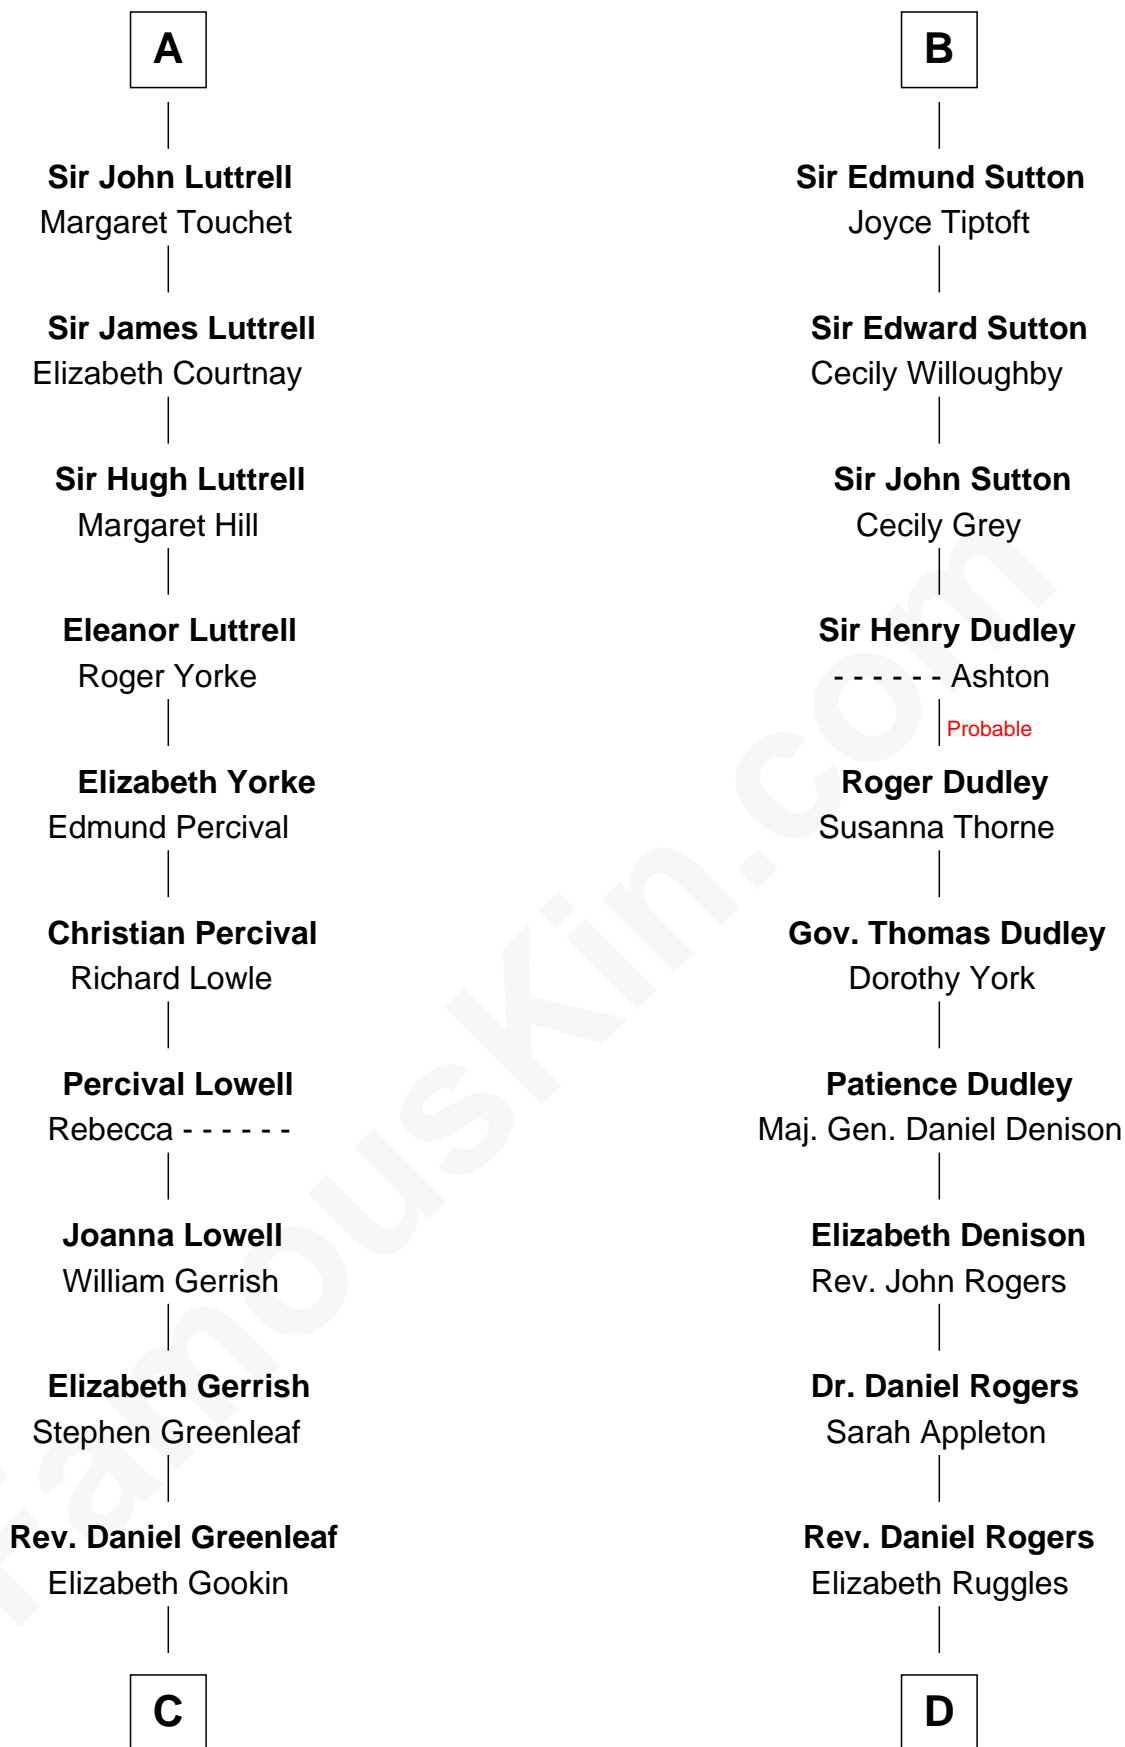 A
Sir John Luttrell
Margaret Touchet
Sir James Luttrell
Elizabeth Courtnay
Sir Hugh Luttrell
Margaret Hill
Eleanor Luttrell
Roger Yorke
Elizabeth Yorke
Edmund Percival
Christian Percival
Richard Lowle
Percival Lowell
Rebecca - - - - - -
Joanna Lowell
William Gerrish
Elizabeth Gerrish
Stephen Greenleaf
Rev. Daniel Greenleaf
Elizabeth Gookin
C
B
Sir Edmund Sutton
Joyce Tiptoft
Sir Edward Sutton
Cecily Willoughby
Sir John Sutton
Cecily Grey
Sir Henry Dudley
- - - - - - Ashton
Probable
Roger Dudley
Susanna Thorne
Gov. Thomas Dudley
Dorothy York
Patience Dudley
Maj. Gen. Daniel Denison
Elizabeth Denison
Rev. John Rogers
Dr. Daniel Rogers
Sarah Appleton
Rev. Daniel Rogers
Elizabeth Ruggles
D
FamousKin.com